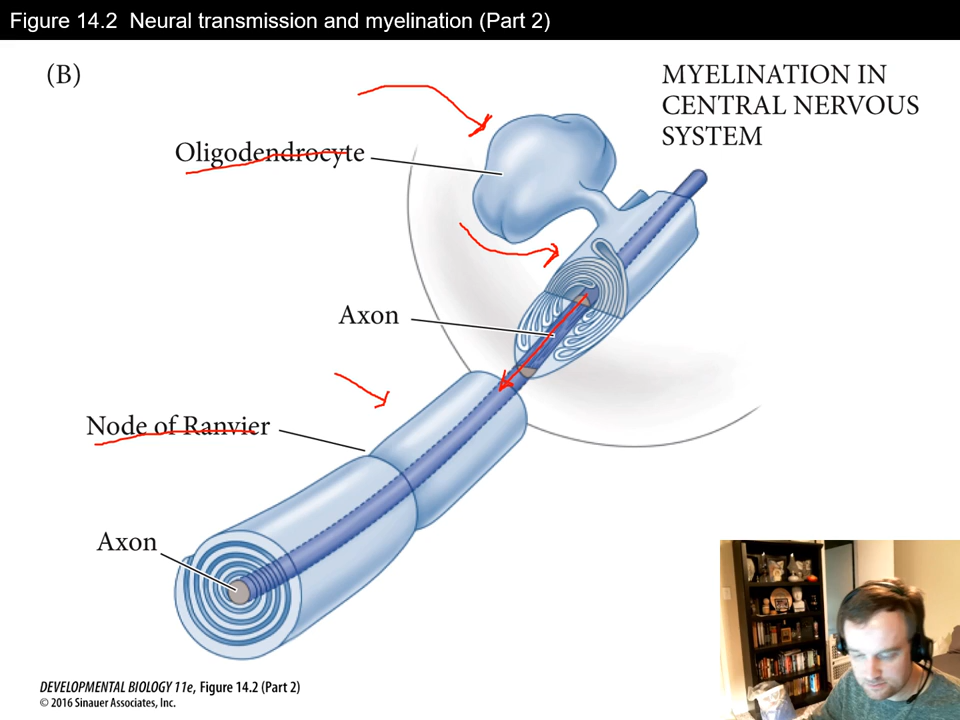 Figure 14.2 Neural transmission and myelination (Part 2)
(B)
MYELINATION IN
CENTRAL NERVOUS
SYSTEM
Oligodendrocyte
Axon
Node of Ranvier
Axon
DEVELOPMENTAL BIOLOGY 11e, Figure 14.2 (Part 2)
© 2016 Sinauer Associates, Inc.